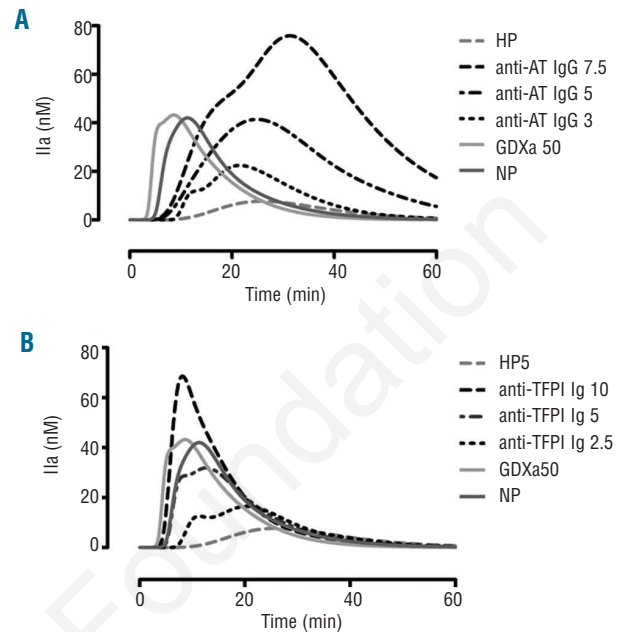 A
80
60
40
20
0
IIa (nM)
0 20 40 60
Time (min)
HP
anti-AT IgG 7.5
anti-AT IgG 5
anti-AT IgG 3
GDXa 50
NP
B
80
60
40
20
0
IIa (nM)
0 20 40 60
Time (min)
HP5
anti-TFPI Ig 10
anti-TFPI Ig 5
anti-TFPI Ig 2.5
GDXa50
NP
Foundation